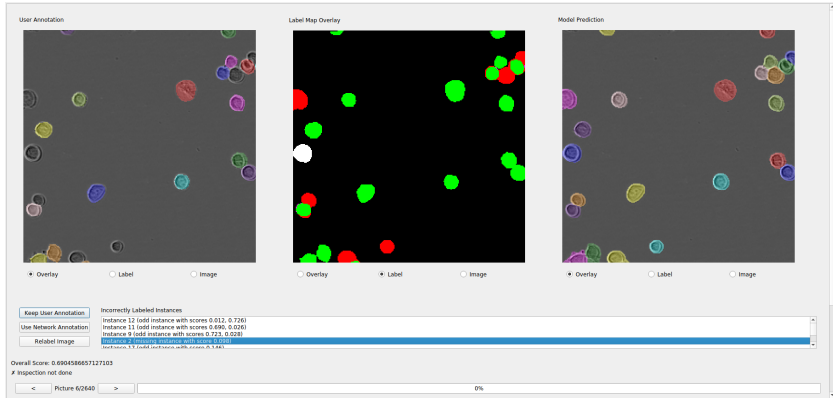 User Annotation
Label Map Overlay
Model Prediction
Overlay Label Image
Overlay Label Image
Overlay Label Image
Keep User Annotation
Use Network Annotation
Relabel Image
Incorrectly Labeled Instances
Instance 12 (odd instance with scores 0.012, 0.726)
Instance 11 (odd instance with scores 0.690, 0.026)
Instance 9 (odd instance with scores 0.723, 0.028)
Instance 2 (missing instance with score 0.098)
Overall Score: 0.6904586657127103
✗ Inspection not done
< Picture 6/2640 > 0%